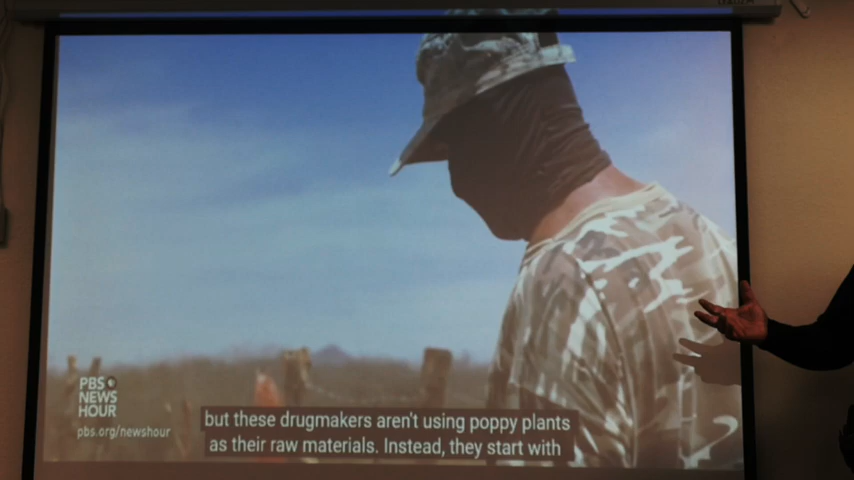 PBS
NEWS
HOUR
pbs.org/newshour
but these drugmakers aren't using poppy plants
as their raw materials. Instead, they start with